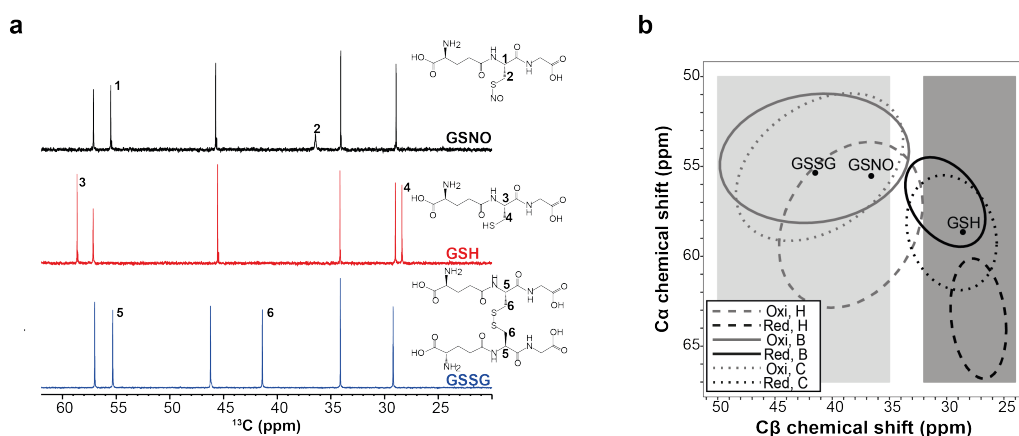 a
NH2
HO
O
H
N
1
O
N
H
O
OH
2
S
NO
1
2
GSNO
3
4
NH2
HO
O
H
N
3
O
N
H
O
OH
4
HS
GSH
5
6
NH2
HO
O
H
N
5
O
N
H
O
OH
6
S
S
6
HO
O
NH2
O
N
H
5
O
H
N
O
OH
GSSG
60 55 50 45 40 35 30 25 20
13C (ppm)
b
Cα chemical shift (ppm)
50
55
60
65
GSSG
GSNO
GSH
Oxi, H
Red, H
Oxi, B
Red, B
Oxi, C
Red, C
50 45 40 35 30 25
Cβ chemical shift (ppm)